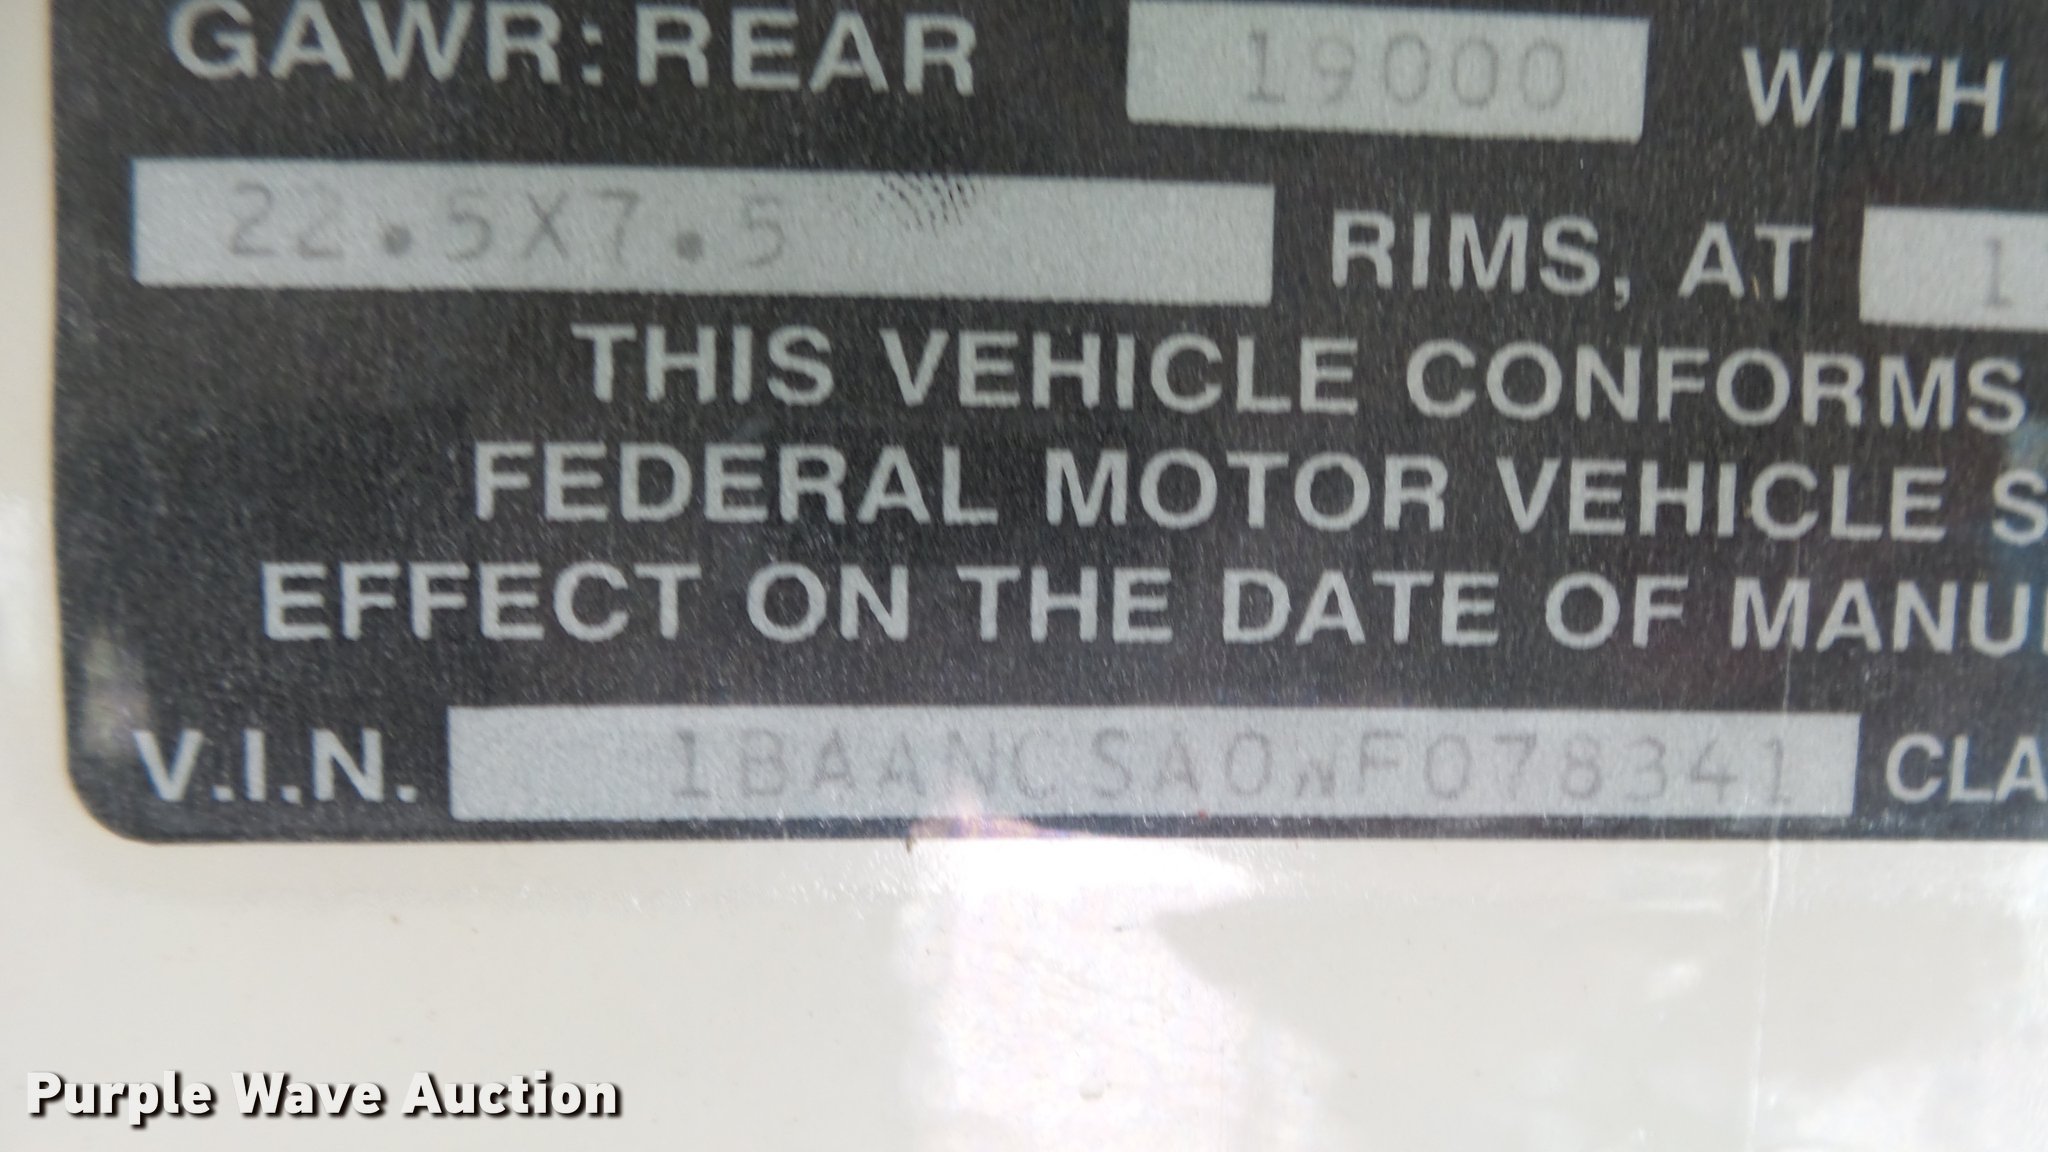 GAWR: REAR 19000 WITH
22.5X7.5 RIMS, AT 1
THIS VEHICLE CONFORMS
FEDERAL MOTOR VEHICLE S
EFFECT ON THE DATE OF MANU
V.I.N. 1BAANCSA0WF078341 CLA
Purple Wave Auction